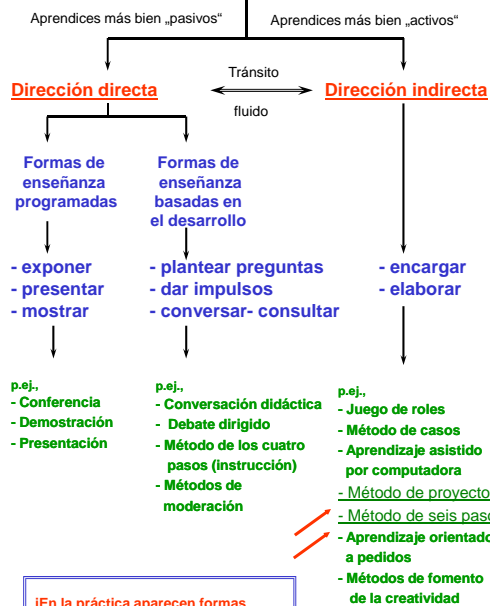 Aprendices más bien „pasivos“
Aprendices más bien „activos“
Dirección directa
Tránsito
fluido
Dirección indirecta
Formas de
enseñanza
programadas
Formas de
enseñanza
basadas en
el desarrollo
- exponer
- presentar
- mostrar
- plantear preguntas
- dar impulsos
- conversar- consultar
- encargar
- elaborar
p.ej.,
- Conferencia
- Demostración
- Presentación
p.ej.,
- Conversación didáctica
- Debate dirigido
- Método de los cuatro
pasos (instrucción)
- Métodos de
moderación
p.ej.,
- Juego de roles
- Método de casos
- Aprendizaje asistido
por computadora
- Método de proyecto
- Método de seis paso
- Aprendizaje orientado
a pedidos
- Métodos de fomento
de la creatividad
¡En la práctica aparecen formas